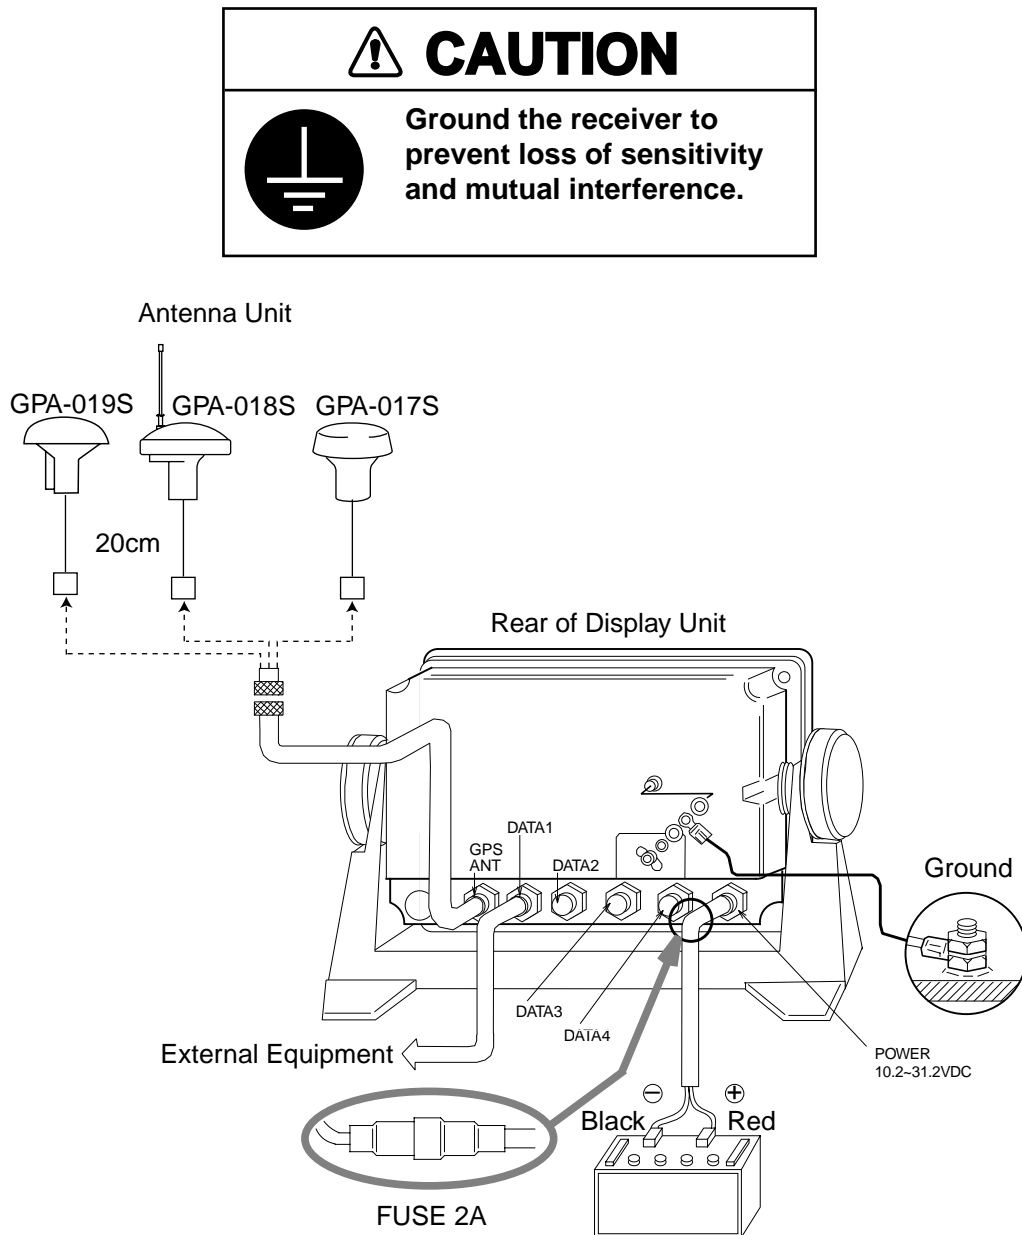 CAUTION
Ground the receiver to
prevent loss of sensitivity
and mutual interference.
Antenna Unit
GPA-019S
GPA-018S
GPA-017S
20cm
Rear of Display Unit
DATA1
GPS
ANT
DATA2
Ground
DATA3
DATA4
External Equipment
POWER
10.2~31.2VDC
⊖
⊕
Black
Red
FUSE 2A